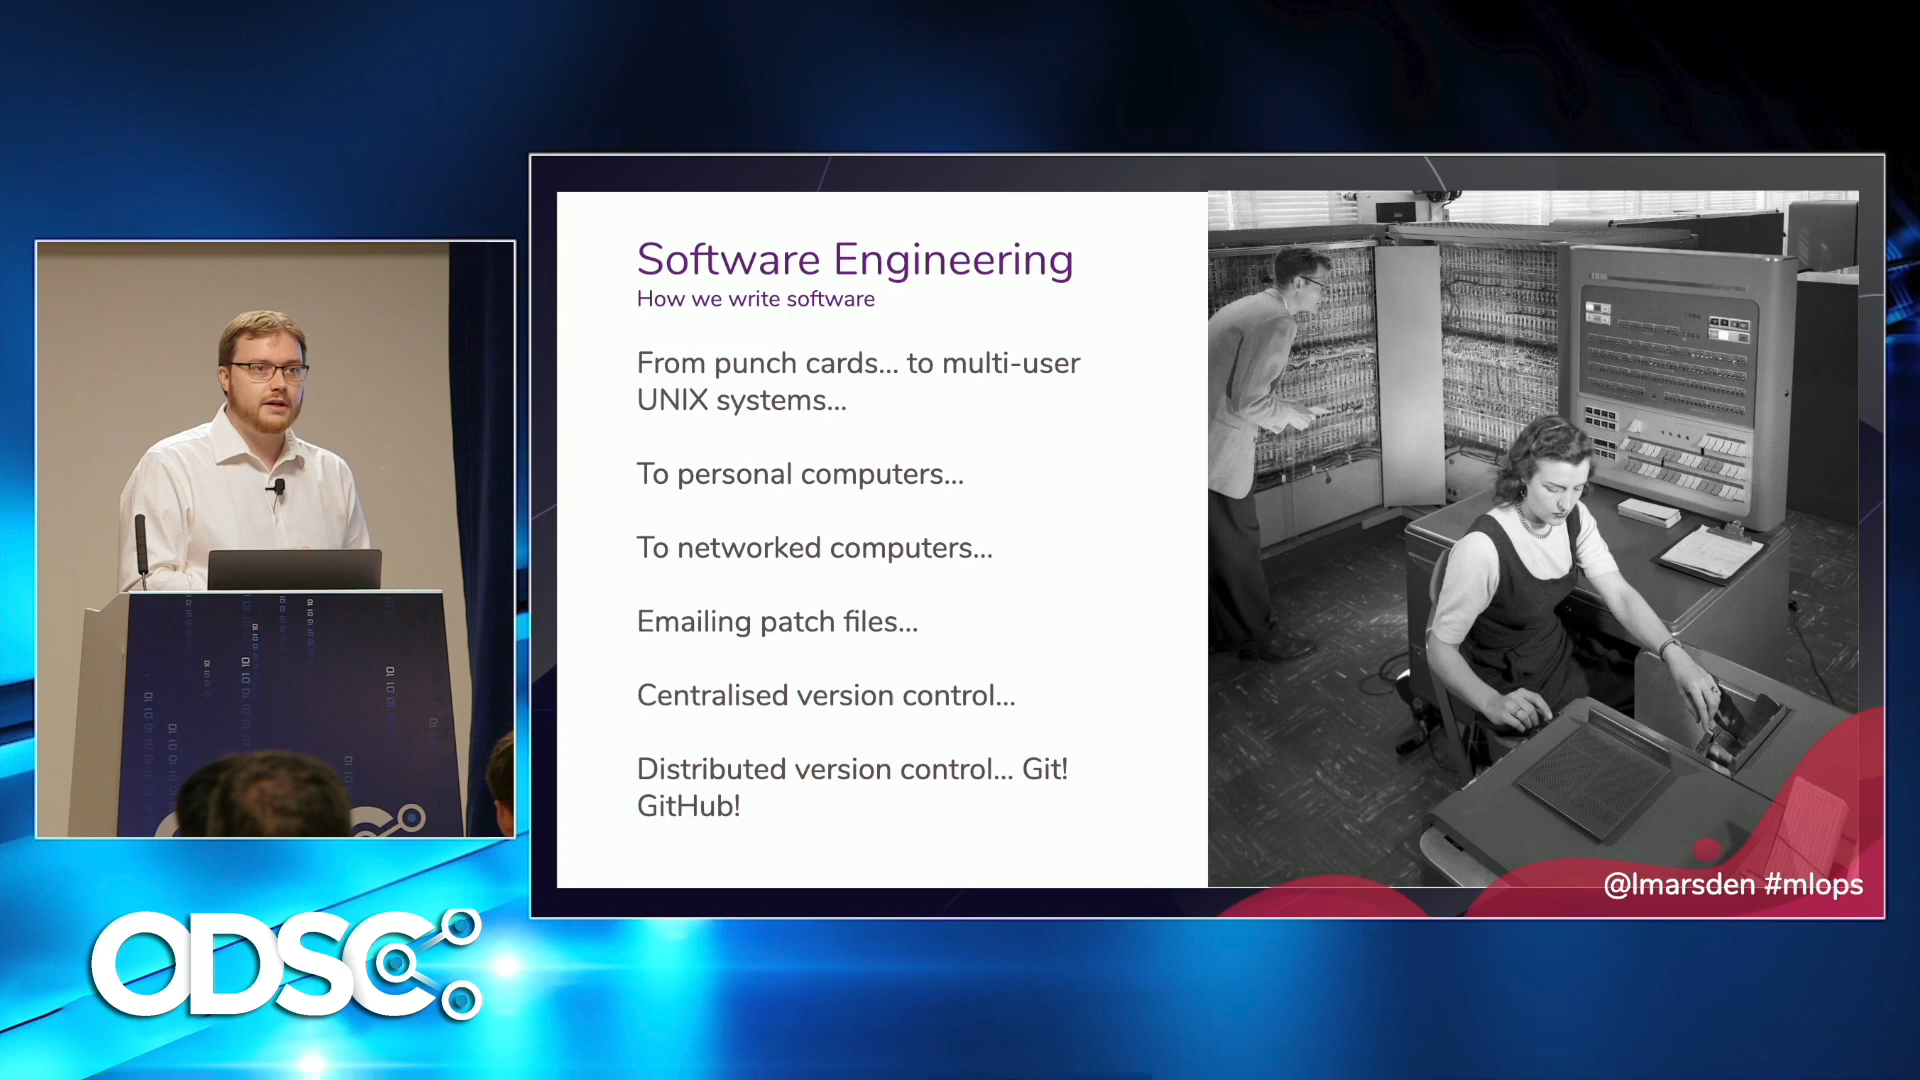 Software Engineering
How we write software
From punch cards... to multi-user
UNIX systems...
To personal computers...
To networked computers...
Emailing patch files...
Centralised version control...
Distributed version control... Git!
GitHub!
@lmarsden #mlops
ODSC